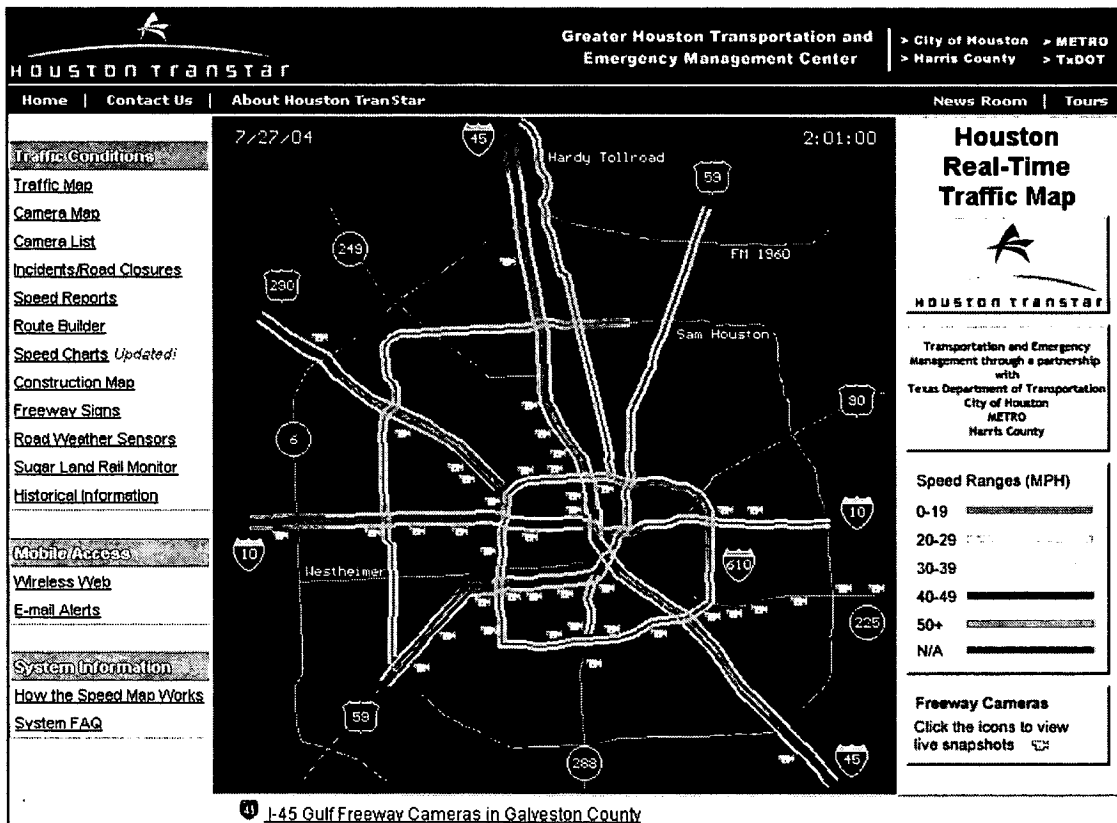 HOUSTON TRANSTAR
Greater Houston Transportation and
Emergency Management Center
> City of Houston > METRO
> Harris County > TxDOT
Home | Contact Us | About Houston TranStar
News Room | Tours
Traffic Conditions
Traffic Map
Camera Map
Camera List
Incidents/Road Closures
Speed Reports
Route Builder
Speed Charts Updated!
Construction Map
Freeway Signs
Road Weather Sensors
Sugar Land Rail Monitor
Historical Information
Mobile Access
Wireless Web
E-mail Alerts
System Information
How the Speed Map Works
System FAQ
7/27/04
2:01:00
45
Hardy Tollroad
59
249
FM 1960
290
Sam Houston
90
6
10
10
Westheimer
610
225
59
288
45
Houston
Real-Time
Traffic Map
HOUSTON TRANSTAR
Transportation and Emergency
Management through a partnership
with
Texas Department of Transportation
City of Houston
METRO
Harris County
Speed Ranges (MPH)
0-19
20-29
30-39
40-49
50+
N/A
Freeway Cameras
Click the icons to view
live snapshots
45 I-45 Gulf Freeway Cameras in Galveston County